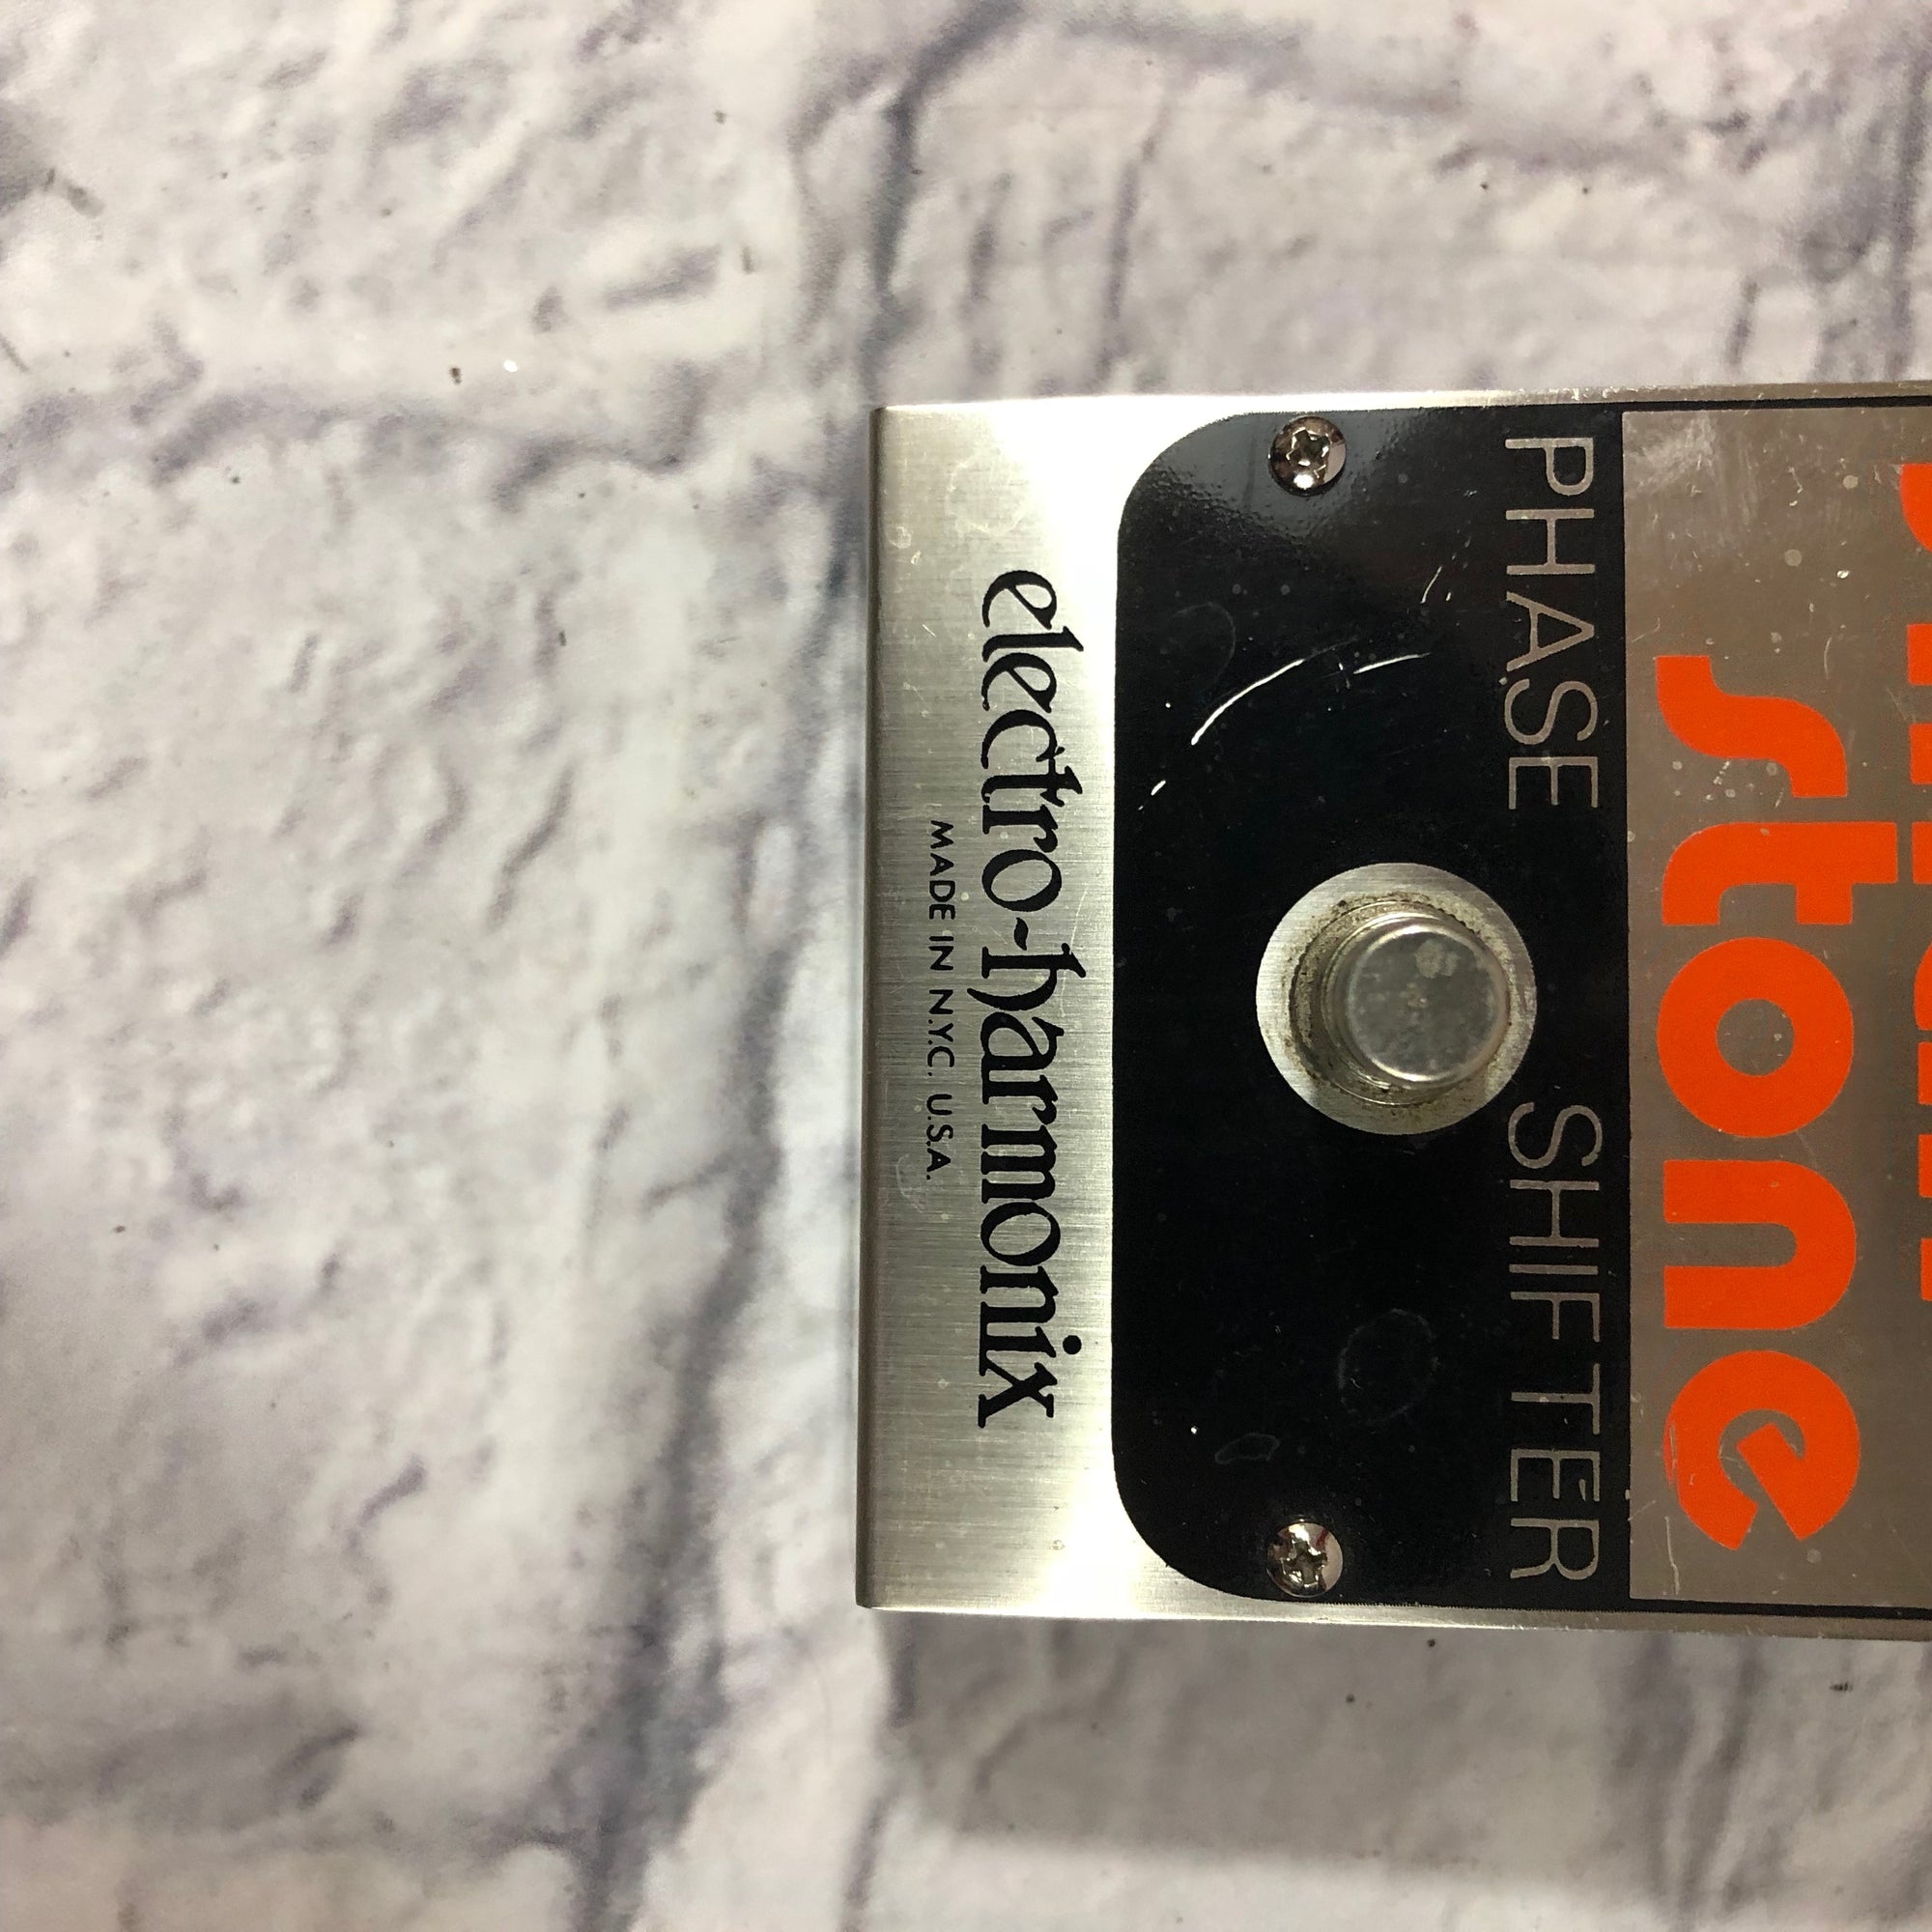 stone
PHASE SHIFTER
electro-harmonix
MADE IN N.Y.C. U.S.A.